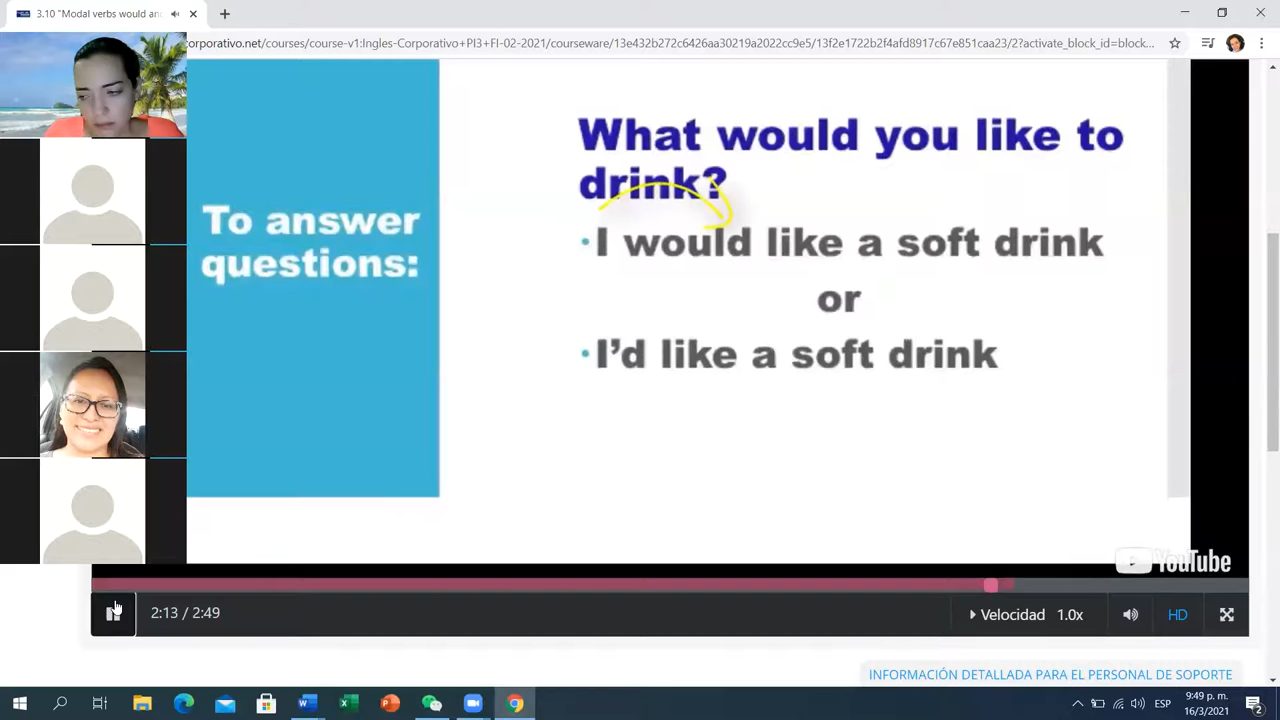 3.10 "Modal verbs would and
corporativo.net/courses/course-v1:Ingles-Corporativo+PI3+FI-02-2021/courseware/13e432b272c6426aa30219a2022cc9e5/13f2e1722b2f4afd8917c67e851caa23/2?activate_block_id=block...
What would you like to
drink?
To answer
questions:
•I would like a soft drink
or
•I'd like a soft drink
YouTube
2:13 / 2:49
Velocidad 1.0x
HD
INFORMACIÓN DETALLADA PARA EL PERSONAL DE SOPORTE
ESP
9:49 p. m.
16/3/2021
2